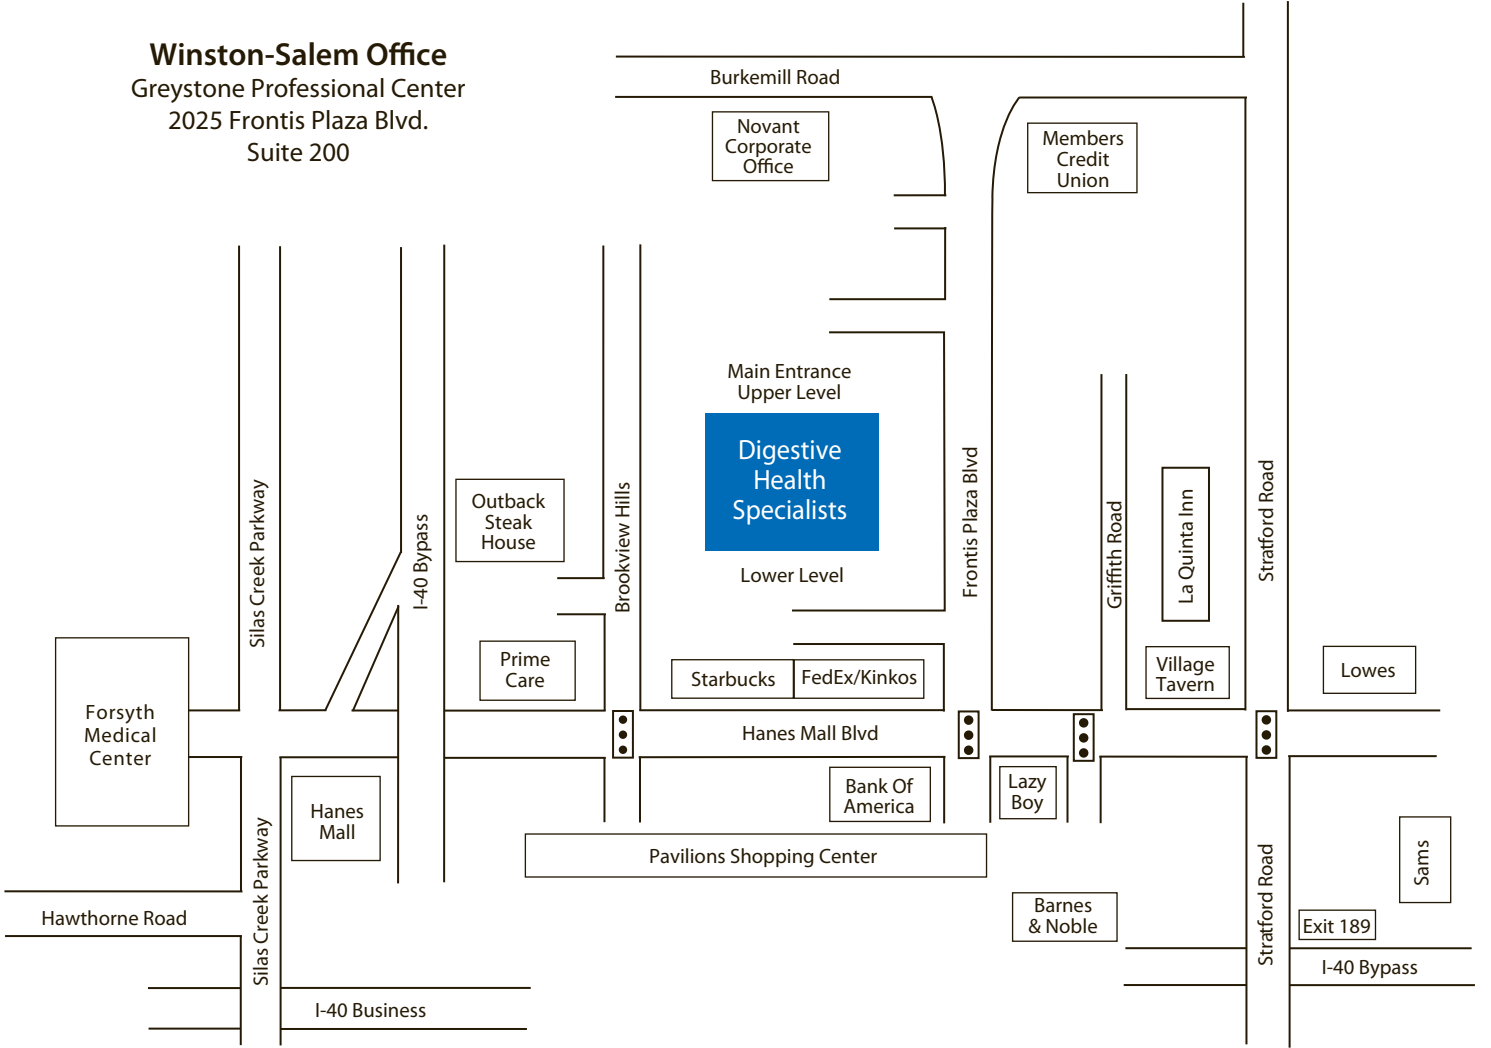 Winston-Salem Office
Greystone Professional Center
2025 Frontis Plaza Blvd.
Suite 200
Burkemill Road
Novant
Corporate
Office
Members
Credit
Union
Main Entrance
Upper Level
Digestive
Health
Specialists
Lower Level
Silas Creek Parkway
I-40 Bypass
Outback
Steak
House
Brookview Hills
Frontis Plaza Blvd
Griffith Road
La Quinta Inn
Stratford Road
Prime
Care
Starbucks
FedEx/Kinkos
Village
Tavern
Lowes
Forsyth
Medical
Center
Hanes Mall Blvd
Hanes
Mall
Bank Of
America
Lazy
Boy
Pavilions Shopping Center
Sams
Silas Creek Parkway
Hawthorne Road
Barnes
& Noble
Stratford Road
Exit 189
I-40 Bypass
I-40 Business